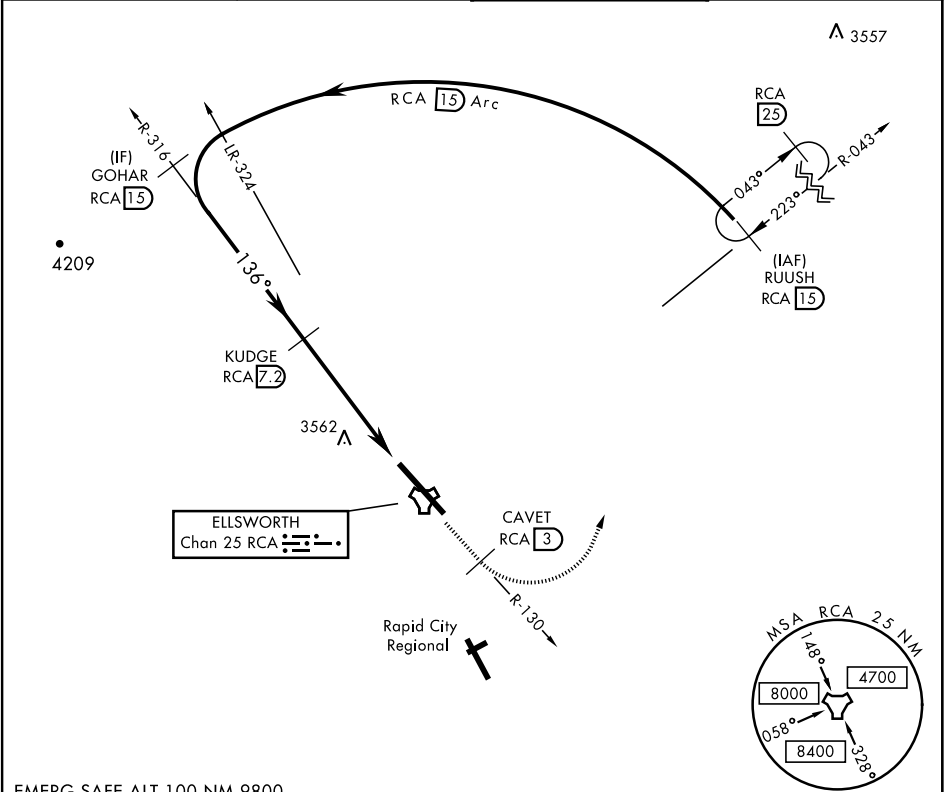 3557
RCA 15 Arc
RCA
25
R-316
LR-324
R-043
(IF)
GOHAR
RCA 15
043°
223°
4209
(IAF)
RUUSH
RCA 15
136°
KUDGE
RCA 7.2
3562
ELLSWORTH
Chan 25 RCA
CAVET
RCA 3
R-130
Rapid City
Regional
MSA RCA 25 NM
148°
4700
8000
058°
8400
328°
EMERG SAFE ALT 100 NM 9800